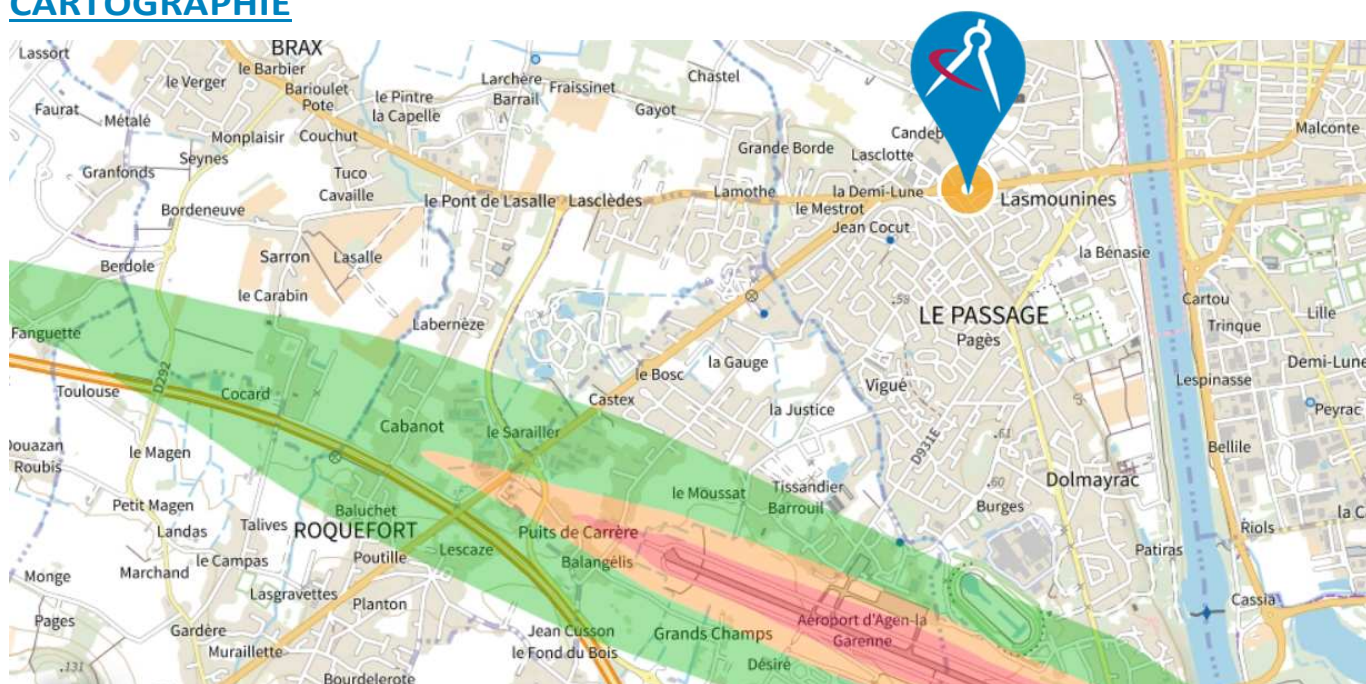 CARTOGRAPHIE
BRAX
Lassort
le Barbier
le Verger
Barioulet
Pote
Larchère
Barrail
Fraissinet
Chastel
le Pintre
la Capelle
Faurat
Métalé
Gayot
Monplaisir
Couchut
Malconte
Grande Borde
Lasclotte
Seynes
Granfonds
Tuco
Cavaille
le Pont de Lasalle
Lasclèdes
Lamothe
la Demi-Lune
Lasmounines
le Mestrot
Jean Cocut
Bordeneuve
la Bénasie
Berdole
Sarron
Lasalle
le Carabin
.58
Cartou
LE PASSAGE
Pagès
Trinque
Lille
Labernèze
Fanguette
la Gauge
Demi-Lune
le Bosc
D292
Vigué
Lespinasse
Toulouse
Cocard
Castex
la Justice
Peyrac
Cabanot
le Sarailler
.61
D931E
Bellile
le Magen
Roubis
Dolmayrac
.60
Tissandier
Barrouil
le Moussat
Petit Magen
Baluchet
Burges
Talives
ROQUEFORT
Puits de Carrère
Riols
Landas
Lescaze
Patiras
le Campas
Poutille
Balangélis
Monge
Marchand
Lasgravettes
Planton
Cassia
Pages
Aéroport d'Agen-la
Garenne
Gardère
Jean Cusson
le Fond du Bois
Grands Champs
Muraillette
.131
Désiré
Bourdelerote